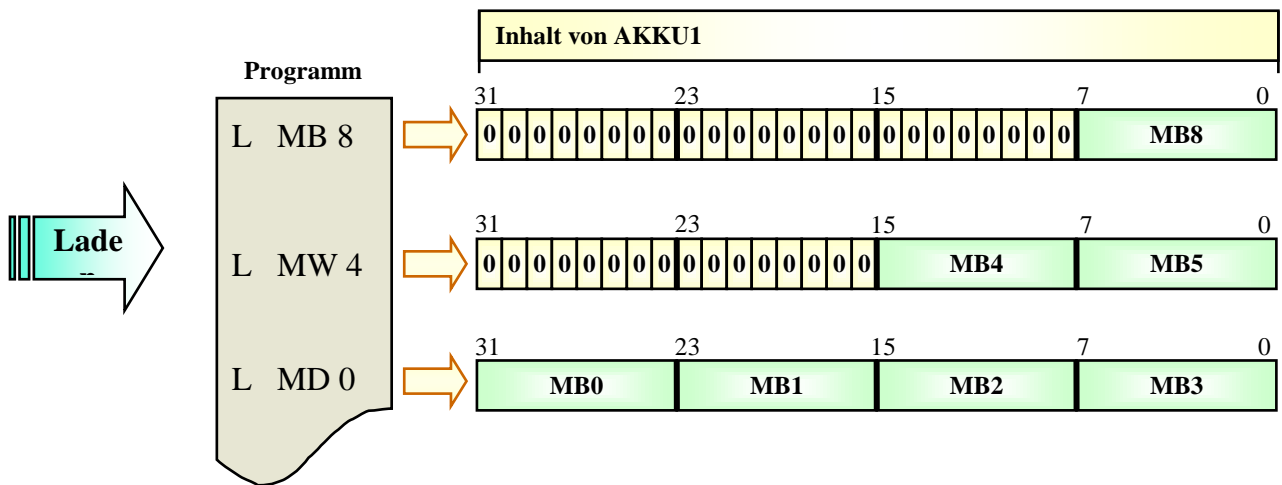 Inhalt von AKKU1
Programm
31 23 15 7 0
L MB 8
0 0 0 0 0 0 0 0 0 0 0 0 0 0 0 0 0 0 0 0 0 0 0 0 MB8
Lade
31 23 15 7 0
L MW 4
0 0 0 0 0 0 0 0 0 0 0 0 0 0 0 0 MB4 MB5
31 23 15 7 0
L MD 0
MB0 MB1 MB2 MB3